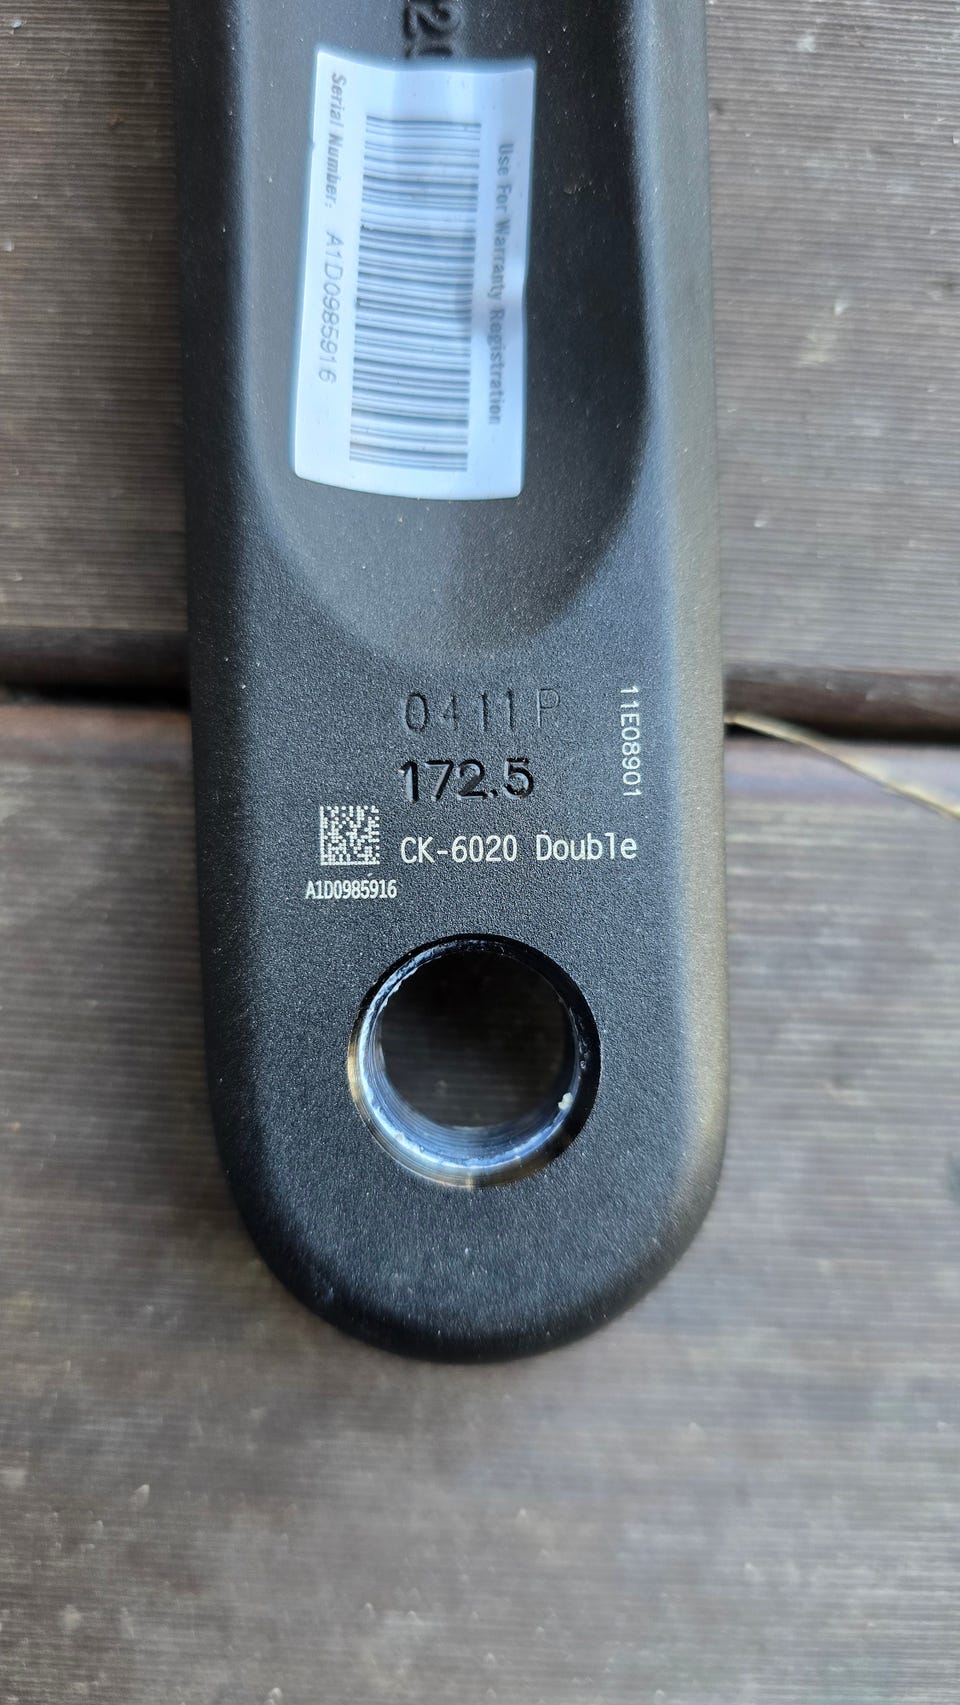 Use For Warranty Registration
Serial Number: A1D0985916
0411P
172.5
11E08901
CK-6020 Double
A1D0985916